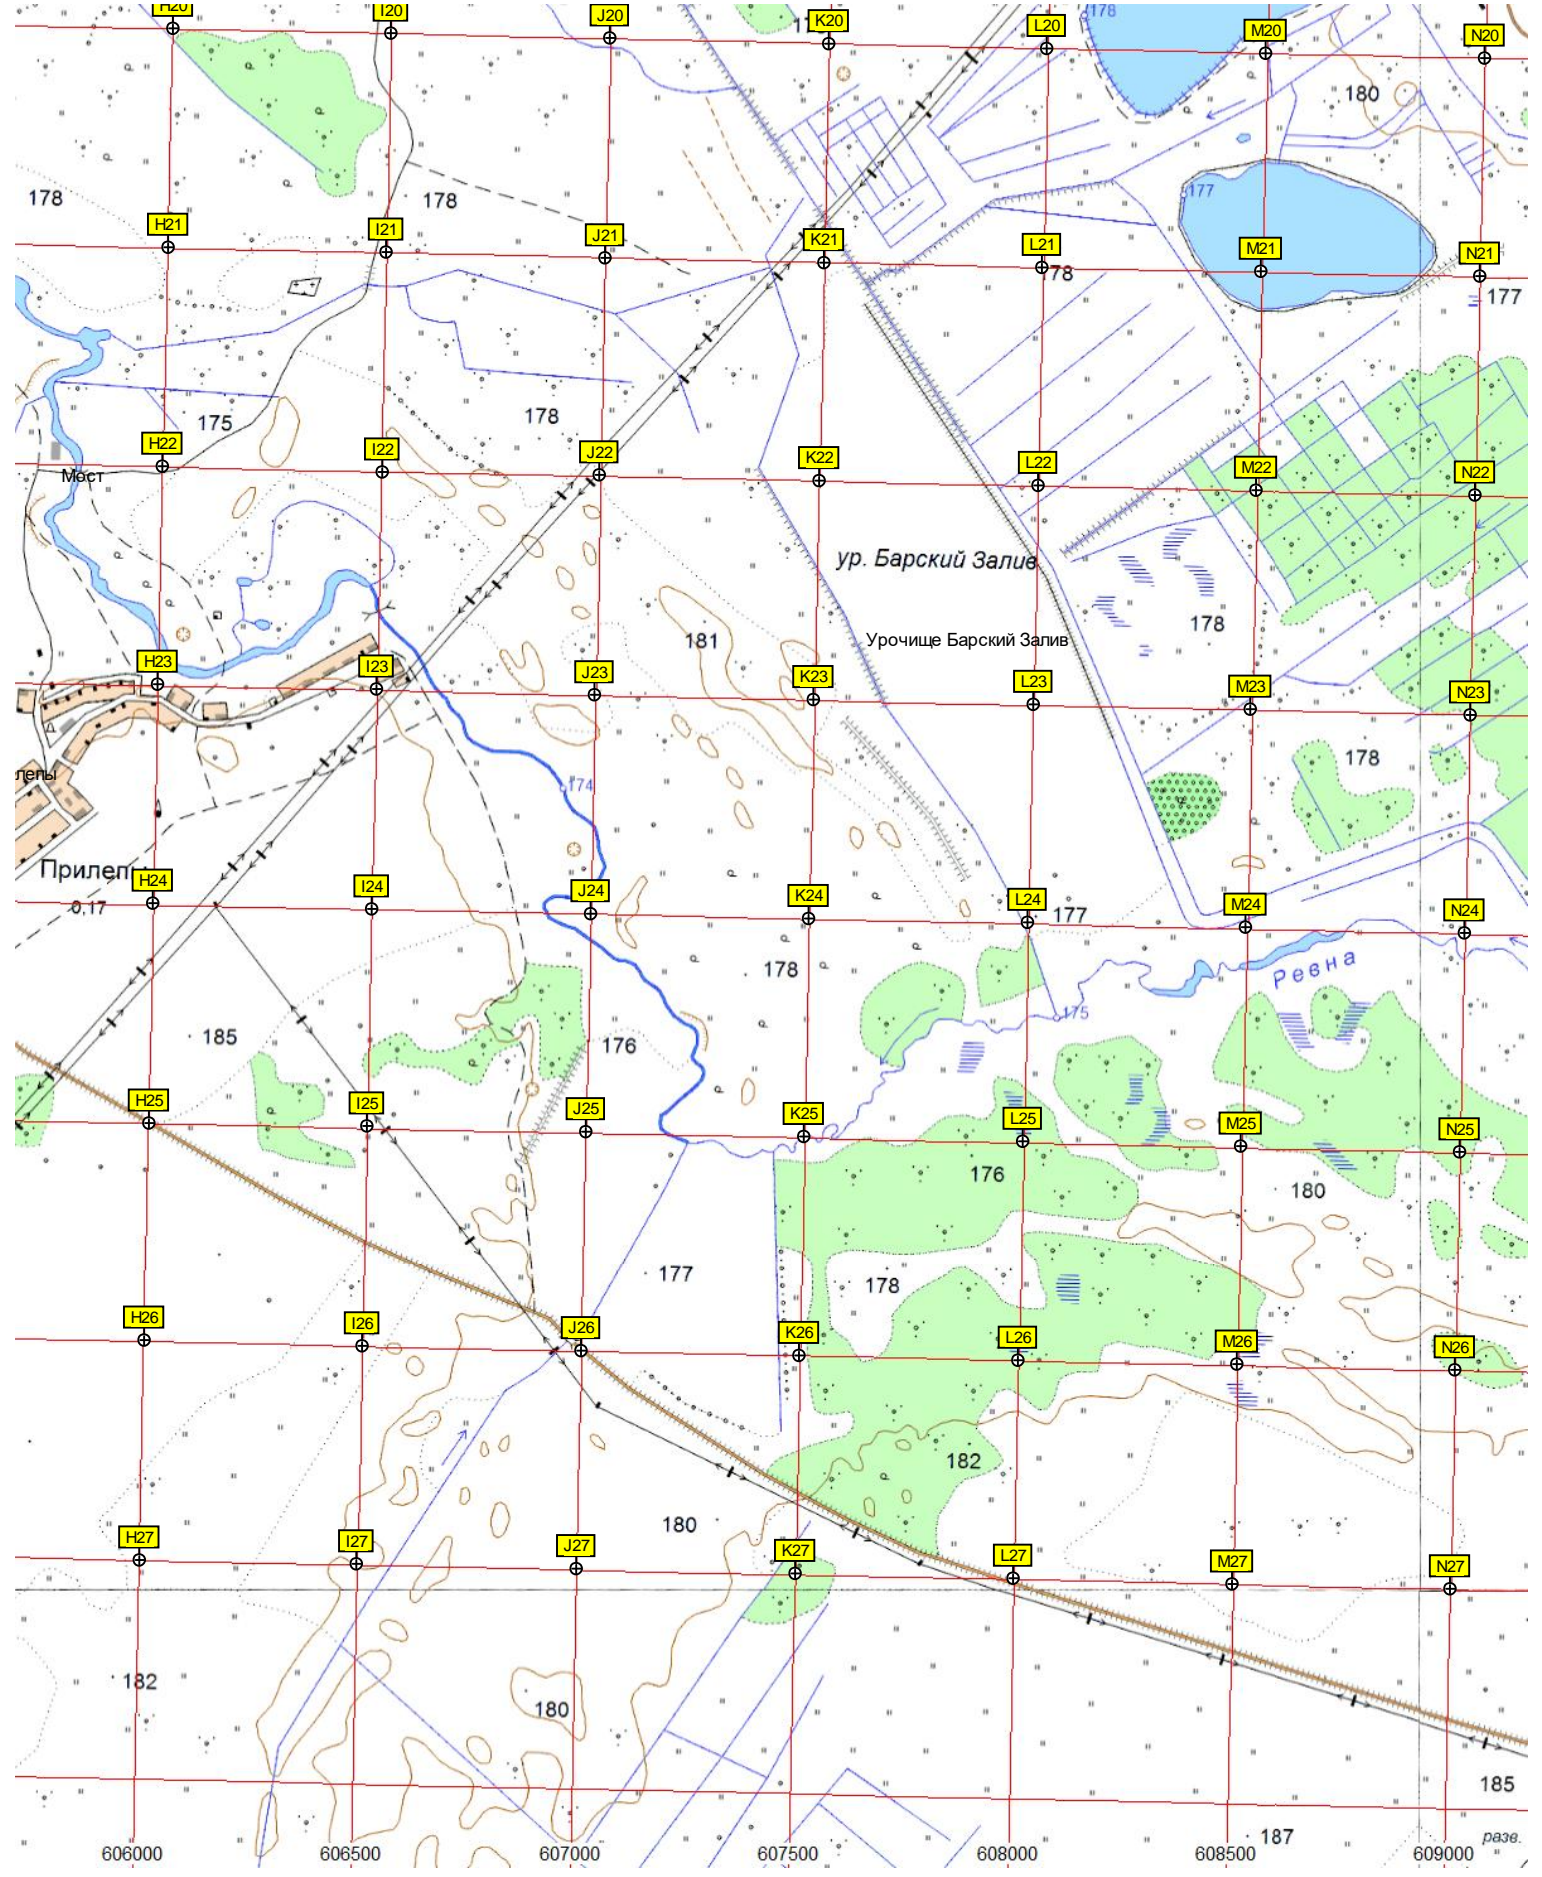 H20 I20 J20 K20 L20 M20 N20
178
180
178
178
177
H21 I21 J21 K21 L21 M21 N21
78
177
175
178
H22 I22 J22 K22 L22 M22 N22
Мост
ур. Барский Залив
178
181
Урочище Барский Залив
H23 I23 J23 K23 L23 M23 N23
178
лепы
174
Прилепы
H24 I24 J24 K24 L24 M24 N24
0,17
177
178
Ревна
175
185
176
H25 I25 J25 K25 L25 M25 N25
176
180
177
178
H26 I26 J26 K26 L26 M26 N26
182
180
H27 I27 J27 K27 L27 M27 N27
182
180
185
187
разв.
606000 606500 607000 607500 608000 608500 609000